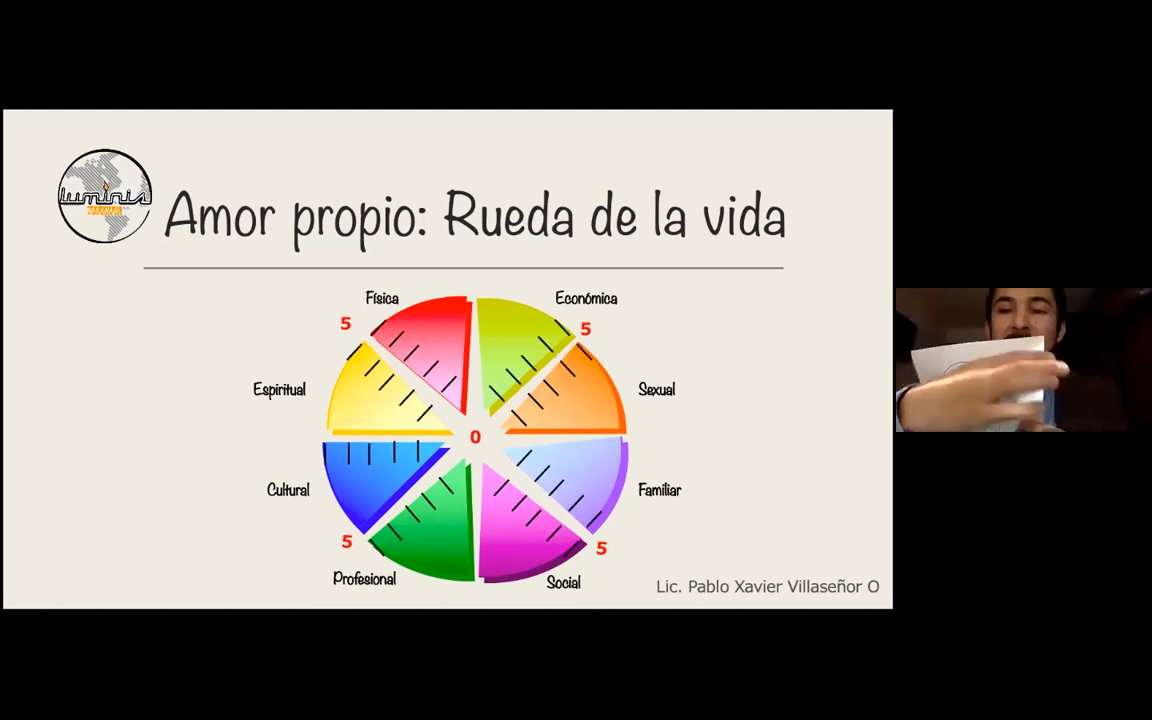 luminis
Amor propio: Rueda de la vida
Física
Económica
5
5
Espiritual
Sexual
0
Cultural
Familiar
5
5
Profesional
Social
Lic. Pablo Xavier Villaseñor O